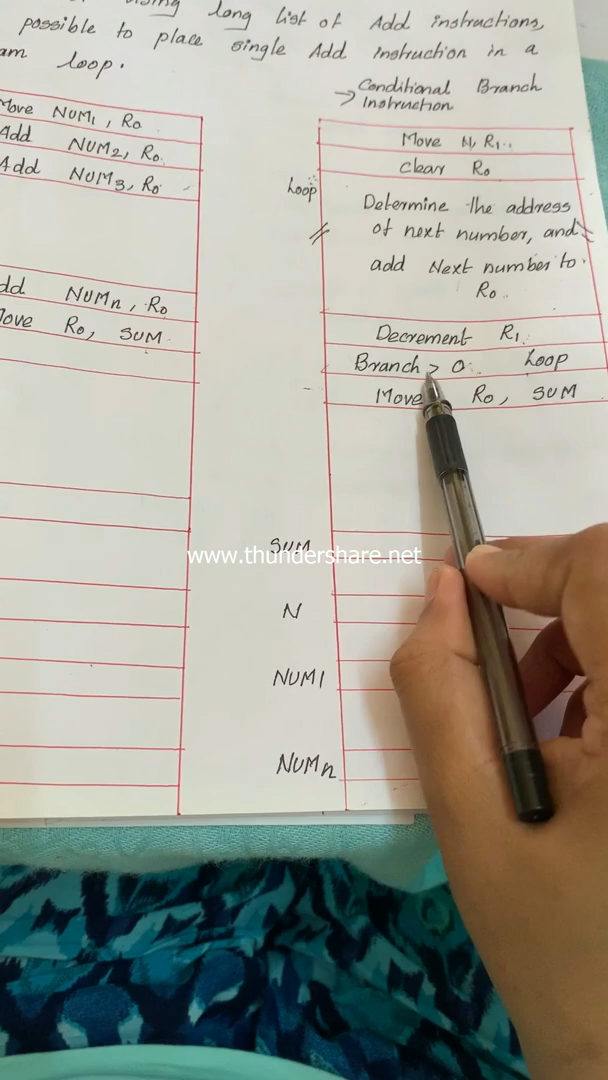 long list of Add instructions,
possible to place single Add Instruction in a
am loop.
→ Conditional Branch
Instruction
Move NUM1, R0
Add NUM2, R0.
Add NUM3, R0.
dd NUMn, R0
ove R0, SUM
Move N, R1..
Clear R0
Loop
Determine the address
of next number, and
add Next number to
R0
Decrement R1
Branch > 0 Loop
Move R0, SUM
SUM
www.thundershare.net
N
NUM1
NUMn